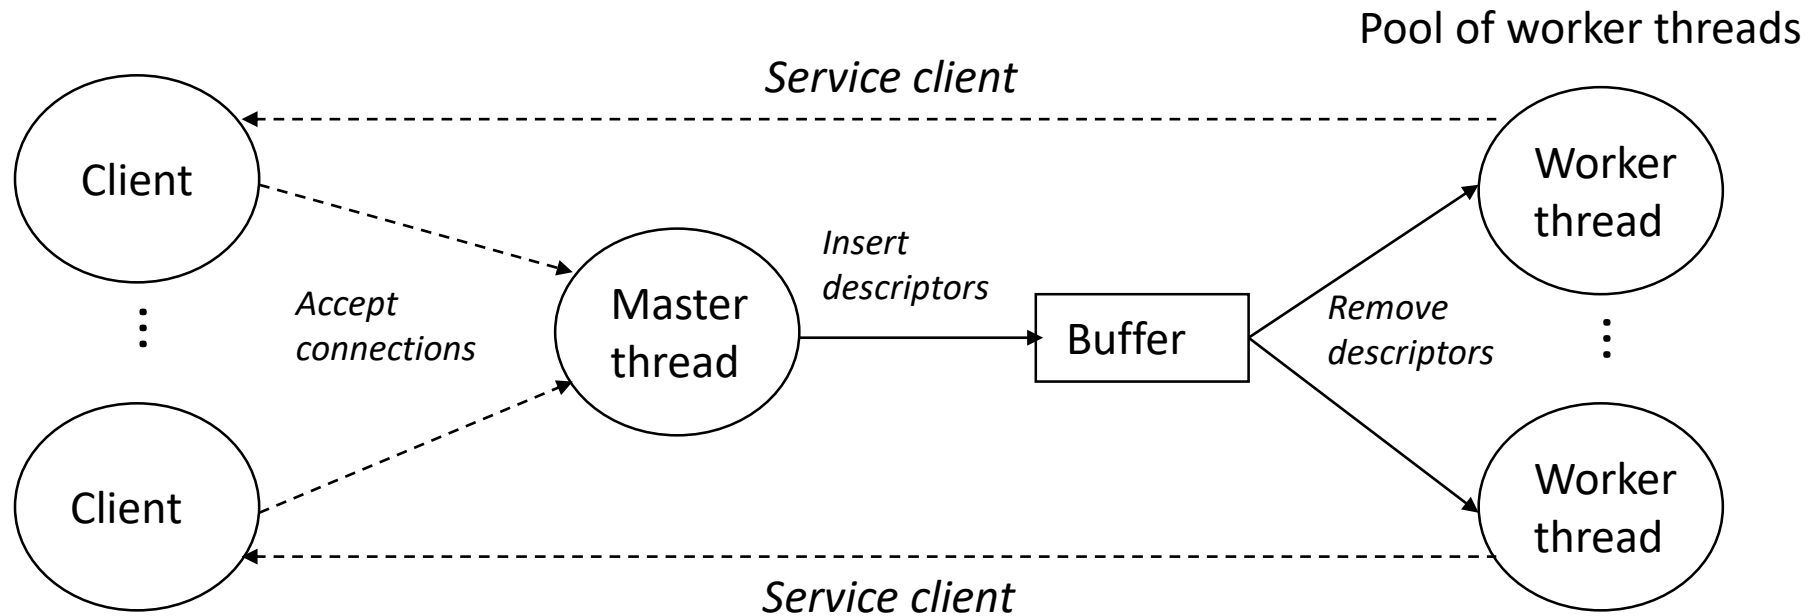 Pool of worker threads
Service client
Client
Worker
thread
Insert
descriptors
Accept
connections
Master
thread
Buffer
Remove
descriptors
...
...
Client
Worker
thread
Service client